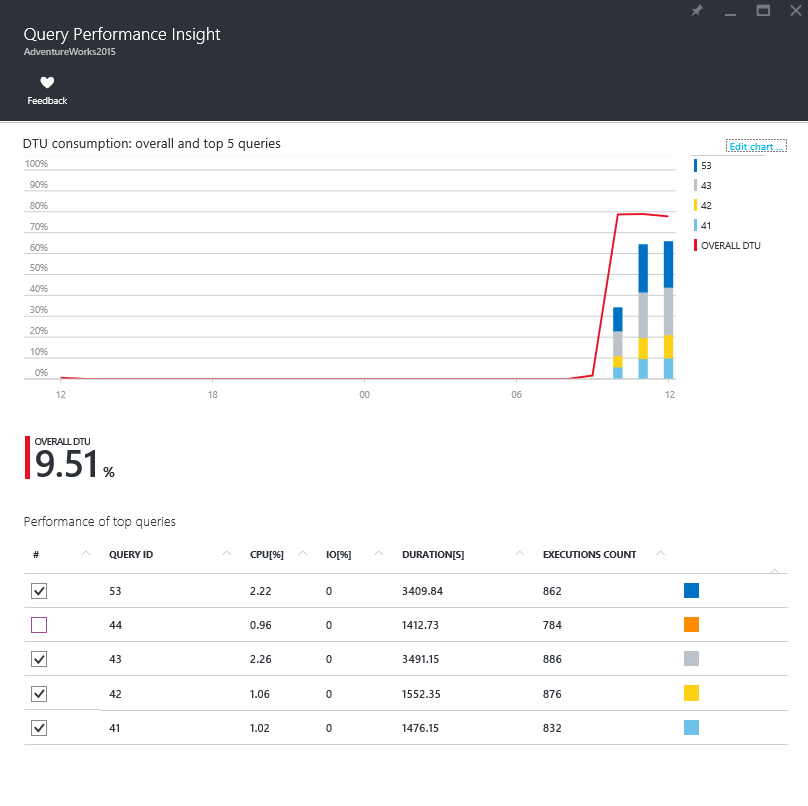 Query Performance Insight
AdventureWorks2015
Feedback
DTU consumption: overall and top 5 queries
Edit chart ...
100%
90%
80%
70%
60%
50%
40%
30%
20%
10%
0%
12 18 00 06 12
53
43
42
41
OVERALL DTU
OVERALL DTU
9.51 %
Performance of top queries
# QUERY ID CPU[%] IO[%] DURATION[S] EXECUTIONS COUNT
53 2.22 0 3409.84 862
44 0.96 0 1412.73 784
43 2.26 0 3491.15 886
42 1.06 0 1552.35 876
41 1.02 0 1476.15 832